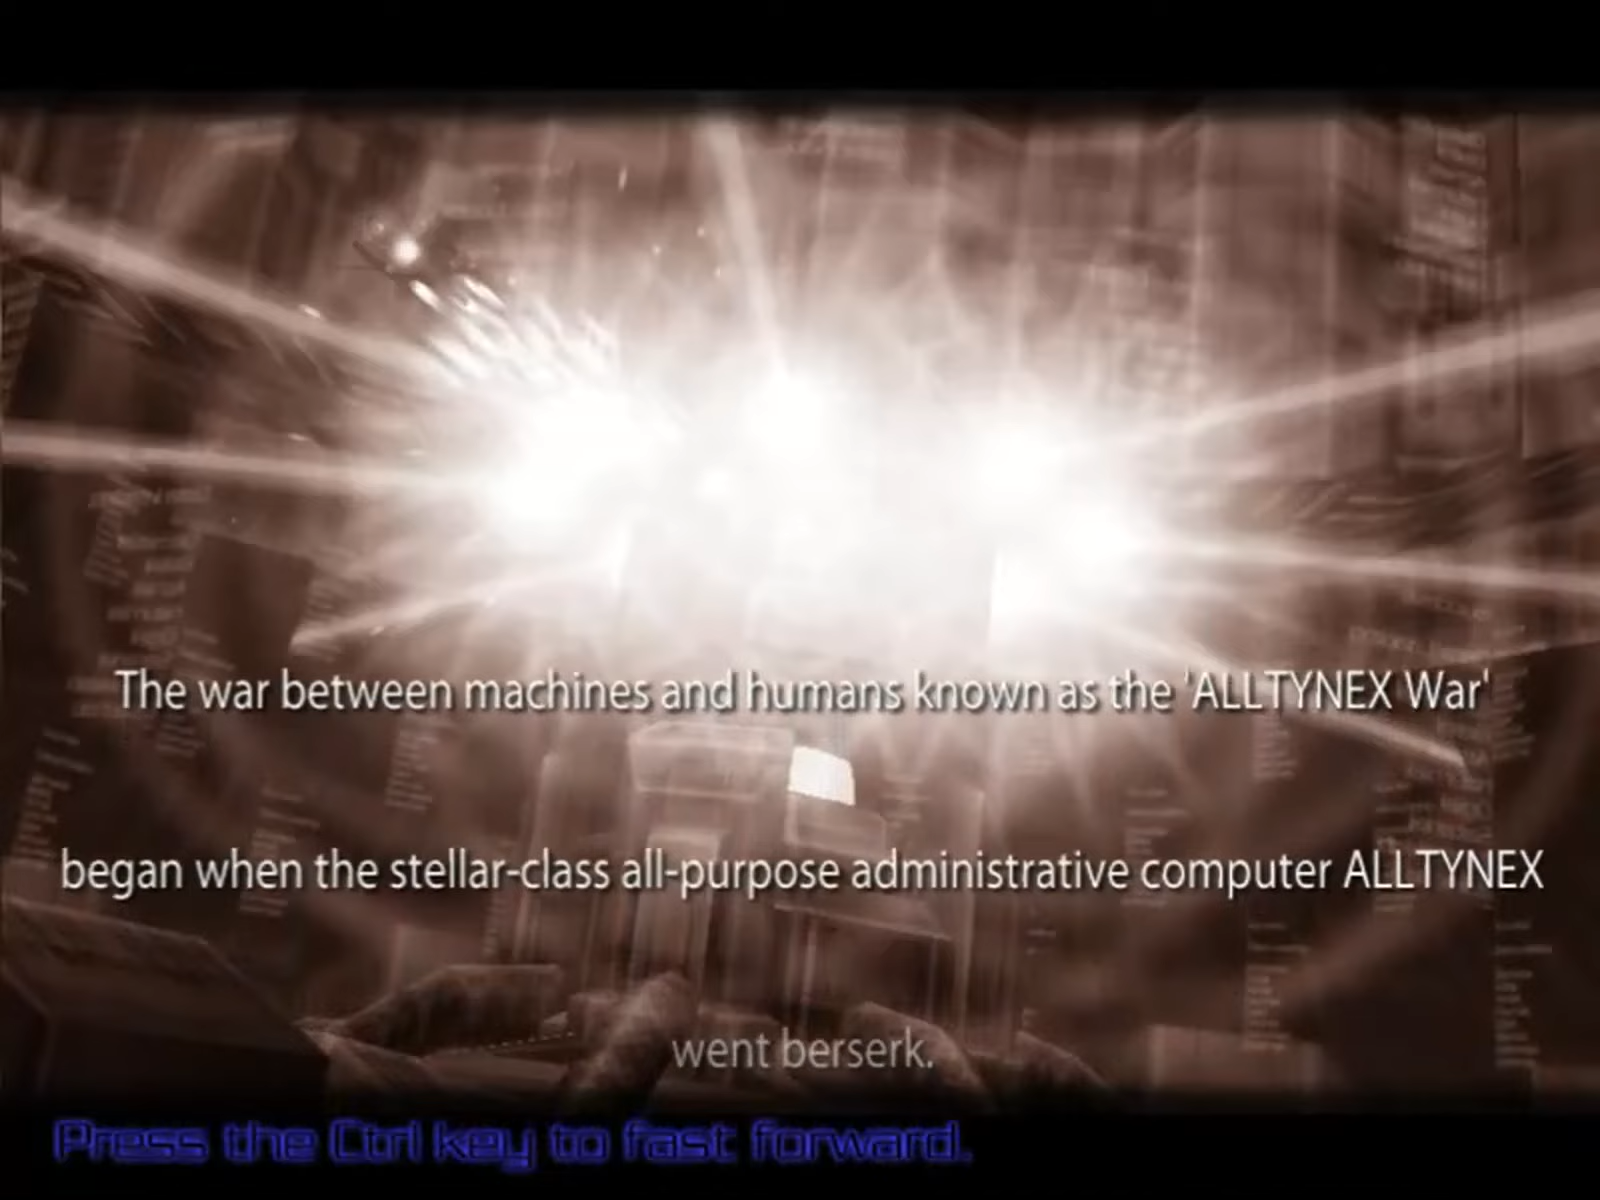 The war between machines and humans known as the 'ALLTYNEX War'
began when the stellar-class all-purpose administrative computer ALLTYNEX
went berserk.
Press the Ctrl key to fast forward.